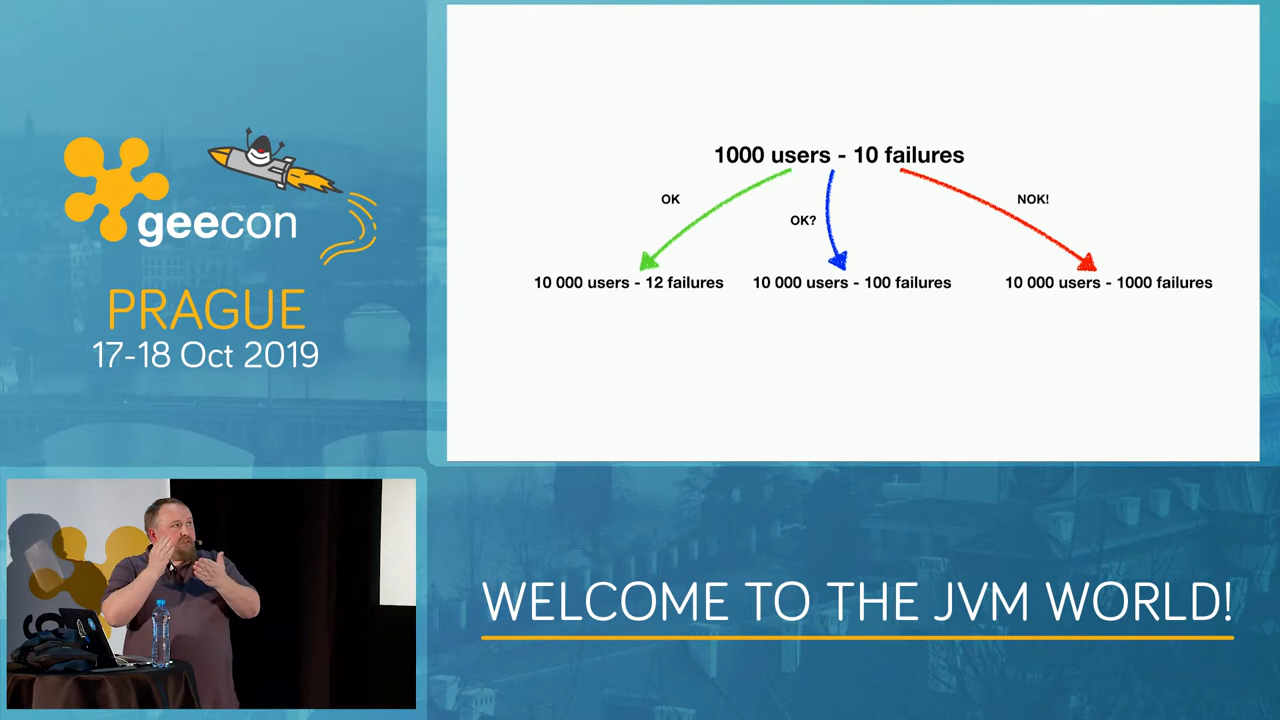 geecon
PRAGUE
17-18 Oct 2019
1000 users - 10 failures
OK
OK?
NOK!
10 000 users - 12 failures
10 000 users - 100 failures
10 000 users - 1000 failures
WELCOME TO THE JVM WORLD!